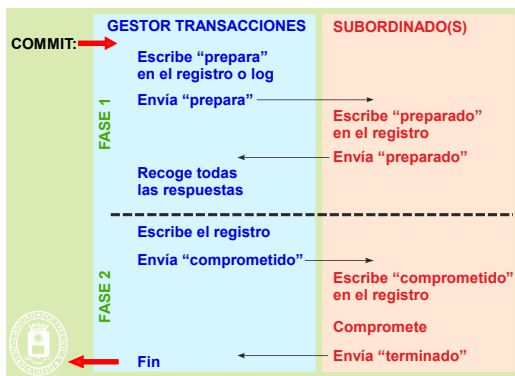 GESTOR TRANSACCIONES
SUBORDINADO(S)
COMMIT:
Escribe “prepara”
en el registro o log
Envía “prepara”
FASE 1
Escribe “preparado”
en el registro
Envía “preparado”
Recoge todas
las respuestas
Escribe el registro
Envía “comprometido”
FASE 2
Escribe “comprometido”
en el registro
Compromete
Envía “terminado”
Fin